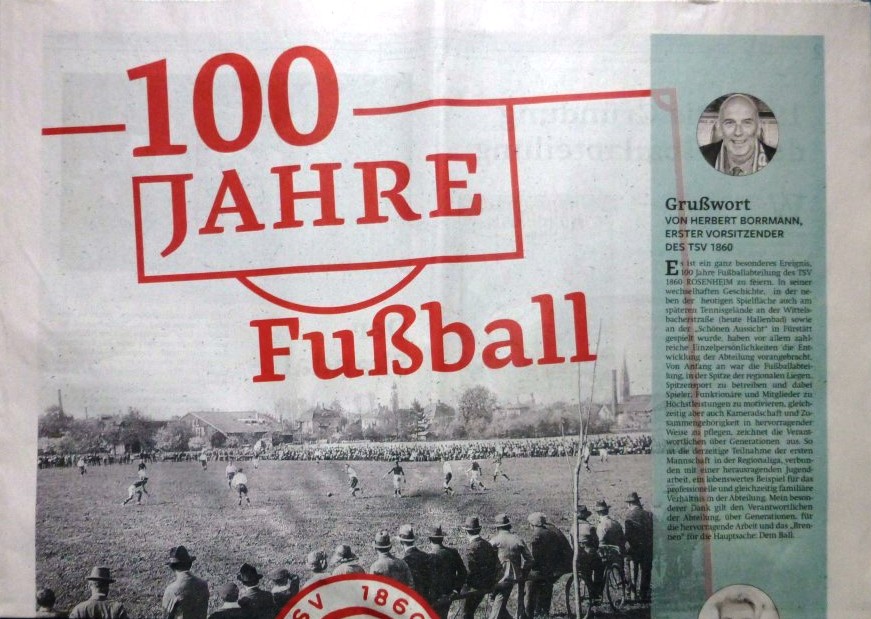 100
JAHRE
Fußball
Grußwort
VON HERBERT BORRMANN,
ERSTER VORSITZENDER
DES TSV 1860
Es ist ein ganz besonderes Ereignis,
100 Jahre Fußballabteilung des TSV
1860 ROSENHEIM zu feiern. In seiner
wechselhaften Geschichte, in der ne-
ben der heutigen Spielfläche auch am
späteren Tennisgelände an der Wittels-
bacherstraße (heute Hallenbad) sowie
an der „Schönen Aussicht“ in Fürstätt
gespielt wurde, haben vor allem zahl-
reiche Einzelpersönlichkeiten die Ent-
wicklung der Abteilung vorangebracht.
Von Anfang an war die Fußballabtei-
lung, in der Spitze der regionalen Liegen,
Spitzensport zu betreiben und dabei
Spieler, Funktionäre und Mitglieder zu
Höchstleistungen zu motivieren, gleich-
zeitig aber auch Kameradschaft und Zu-
sammengehörigkeit in hervorragender
Weise zu pflegen, zeichnet die Verant-
wortlichen über Generationen aus. So
ist die derzeitige Teilnahme der ersten
Mannschaft in der Regionalliga, verbun-
den mit einer herausragenden Jugend-
arbeit, ein lobenswertes Beispiel für das
professionelle und gleichzeitig familiäre
Verhältnis in der Abteilung. Mein beson-
derer Dank gilt den Verantwortlichen
der Abteilung, über Generationen, für
die hervorragende Arbeit und das „Bren-
nen“ für die Hauptsache: Dem Ball.
SV 1860